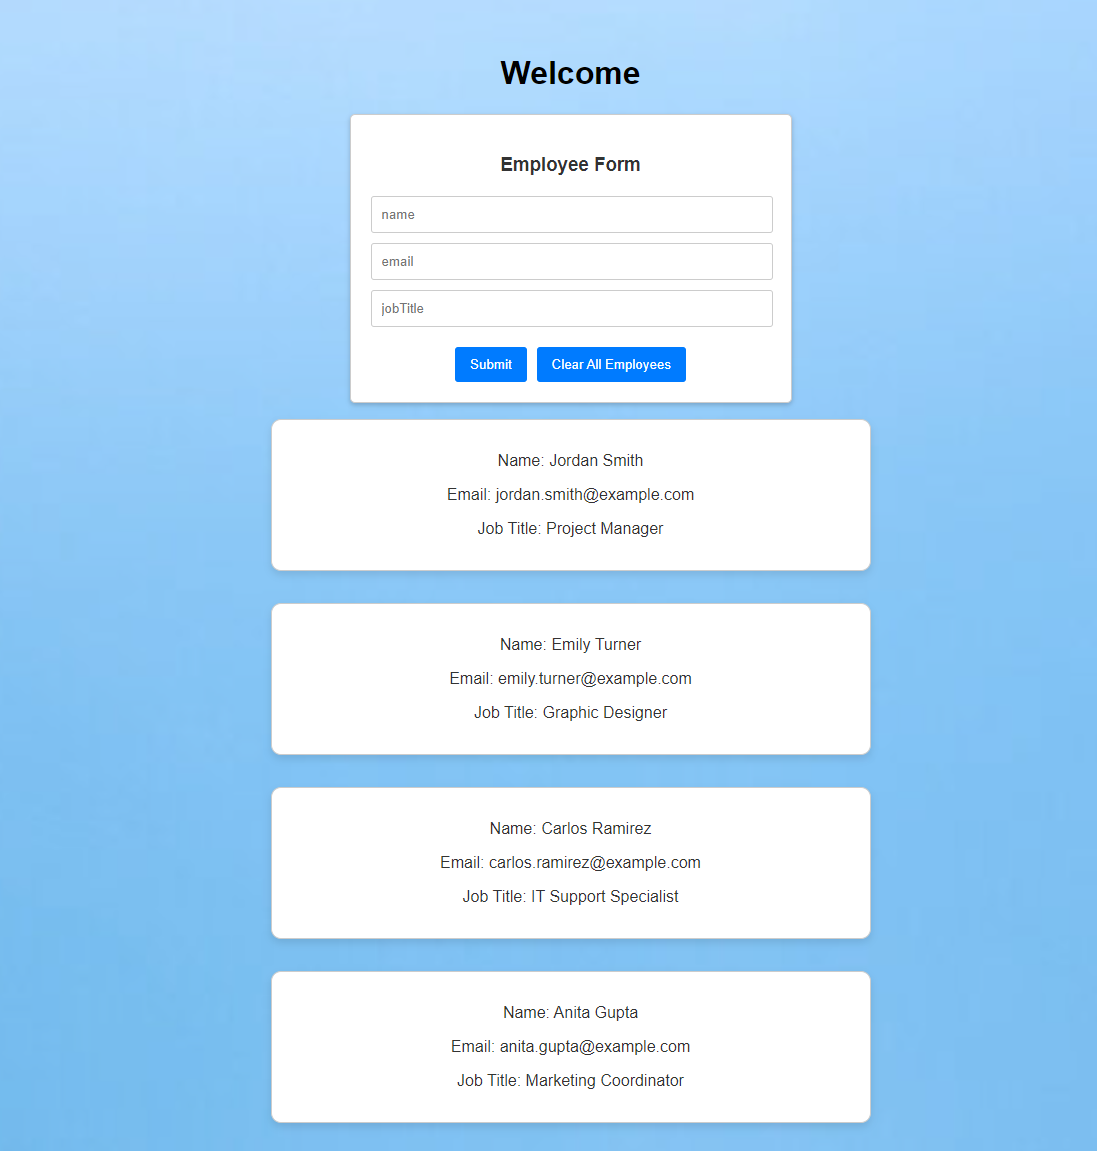 Welcome
Employee Form
name
email
jobTitle
Submit Clear All Employees
Name: Jordan Smith
Email: jordan.smith@example.com
Job Title: Project Manager
Name: Emily Turner
Email: emily.turner@example.com
Job Title: Graphic Designer
Name: Carlos Ramirez
Email: carlos.ramirez@example.com
Job Title: IT Support Specialist
Name: Anita Gupta
Email: anita.gupta@example.com
Job Title: Marketing Coordinator